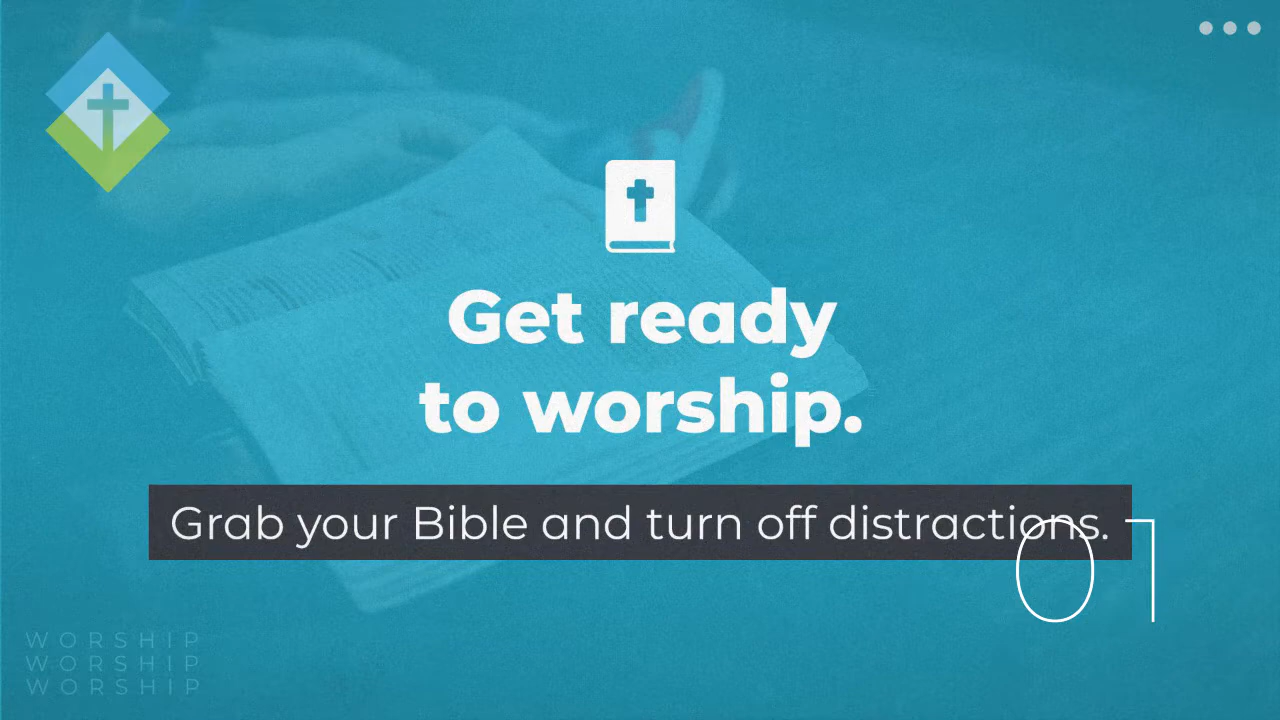 Get ready
to worship.
Grab your Bible and turn off distractions.
01
WORSHIP
WORSHIP
WORSHIP